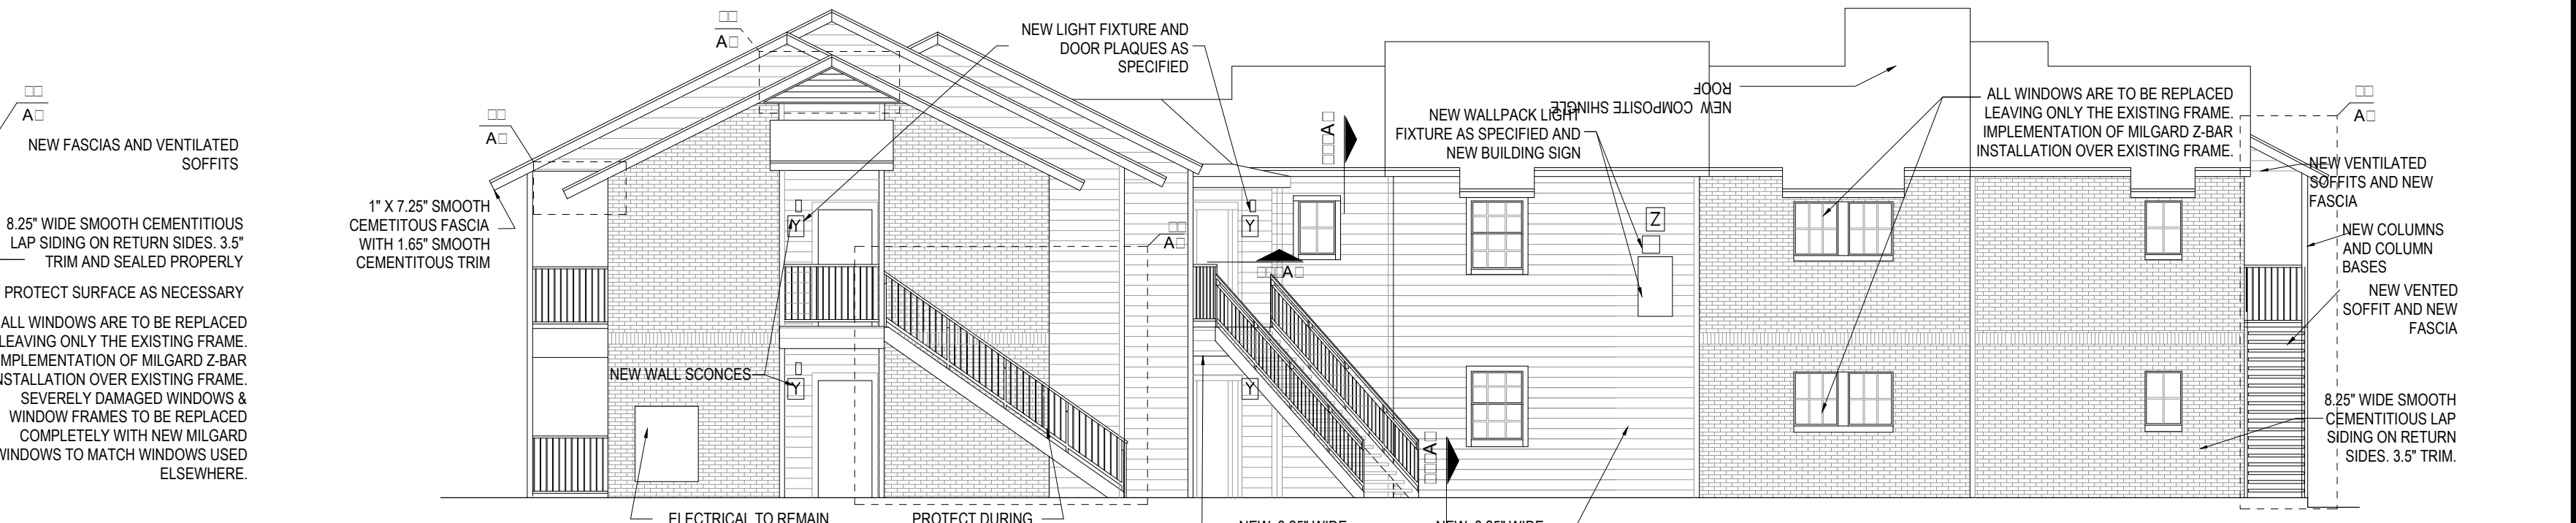 A
NEW FASCIAS AND VENTILATED
SOFFITS
8.25" WIDE SMOOTH CEMENTITIOUS
LAP SIDING ON RETURN SIDES. 3.5"
TRIM AND SEALED PROPERLY
PROTECT SURFACE AS NECESSARY
ALL WINDOWS ARE TO BE REPLACED
LEAVING ONLY THE EXISTING FRAME.
IMPLEMENTATION OF MILGARD Z-BAR
INSTALLATION OVER EXISTING FRAME.
SEVERELY DAMAGED WINDOWS &
WINDOW FRAMES TO BE REPLACED
COMPLETELY WITH NEW MILGARD
WINDOWS TO MATCH WINDOWS USED
ELSEWHERE.
A
1" X 7.25" SMOOTH
CEMETITOUS FASCIA
WITH 1.65" SMOOTH
CEMENTITOUS TRIM
A
NEW LIGHT FIXTURE AND
DOOR PLAQUES AS
SPECIFIED
Y
NEW WALL SCONCES
Y
ELECTRICAL TO REMAIN
PROTECT DURING
A
Y
Y
A
A
A
NEW COMPOSITE SHINGLE
ROOF
NEW WALLPACK LIGHT
FIXTURE AS SPECIFIED AND
NEW BUILDING SIGN
Z
ALL WINDOWS ARE TO BE REPLACED
LEAVING ONLY THE EXISTING FRAME.
IMPLEMENTATION OF MILGARD Z-BAR
INSTALLATION OVER EXISTING FRAME.
A
NEW VENTILATED
SOFFITS AND NEW
FASCIA
NEW COLUMNS
AND COLUMN
BASES
NEW VENTED
SOFFIT AND NEW
FASCIA
8.25" WIDE SMOOTH
CEMENTITIOUS LAP
SIDING ON RETURN
SIDES. 3.5" TRIM.